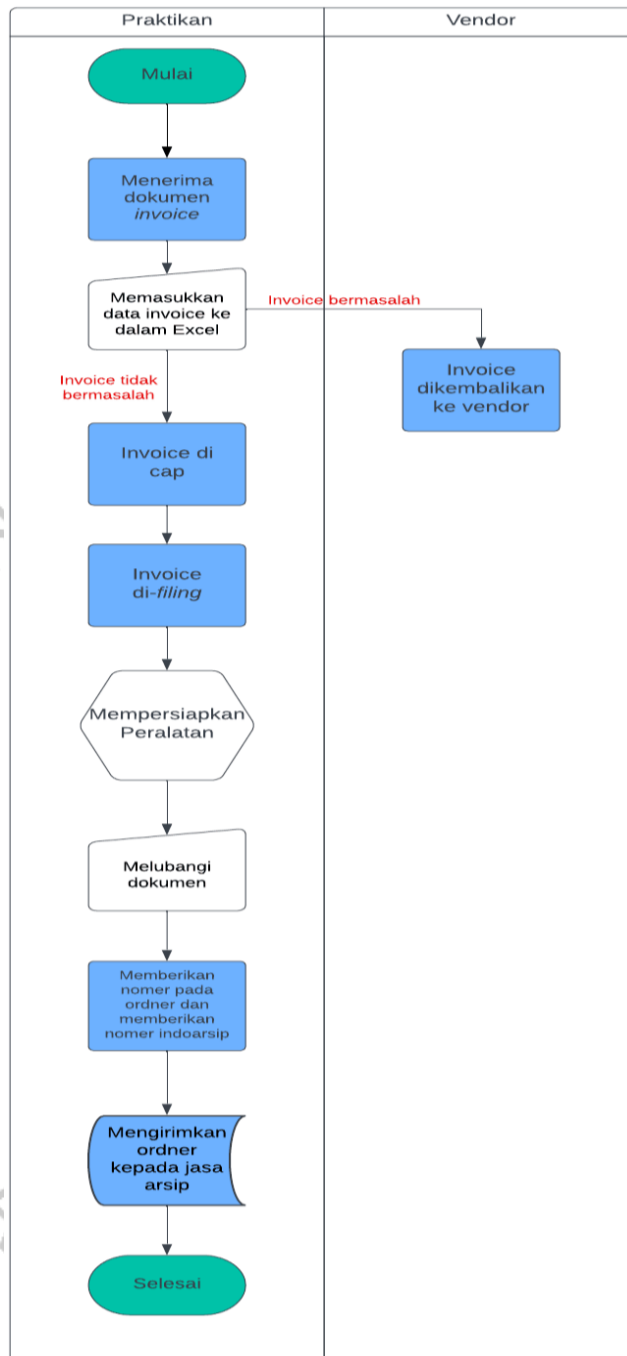 Praktikan
Vendor
Mulai
Menerima
dokumen
invoice
Memasukkan
data invoice ke
dalam Excel
Invoice bermasalah
Invoice
dikembalikan
ke vendor
Invoice tidak
bermasalah
Invoice di
cap
Invoice
di-filing
Mempersiapkan
Peralatan
Melubangi
dokumen
Memberikan
nomer pada
ordner dan
memberikan
nomer indoarsip
Mengirimkan
ordner
kepada jasa
arsip
Selesai